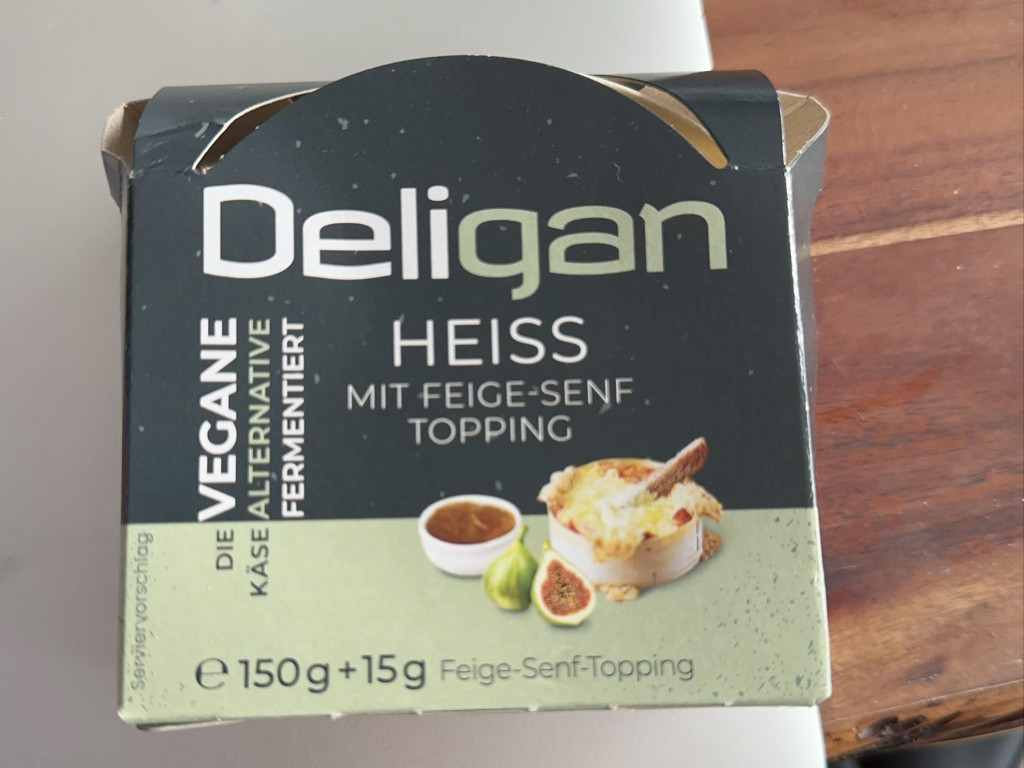 Deligan
HEISS
MIT FEIGE-SENF
TOPPING
DIE VEGANE
KÄSE ALTERNATIVE
FERMENTIERT
Serviervorschlag
℮ 150g+15g Feige-Senf-Topping